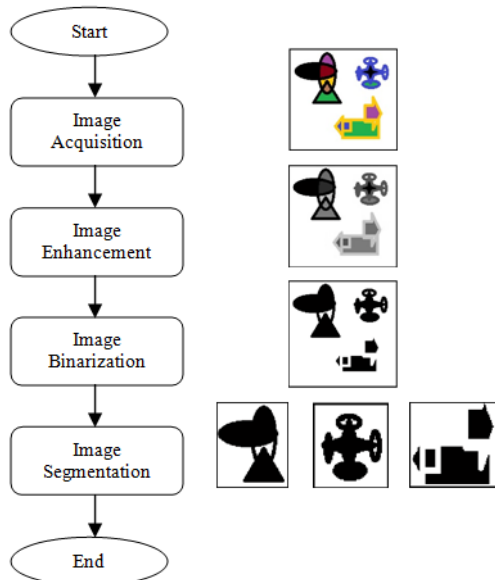 Start
Image
Acquisition
Image
Enhancement
Image
Binarization
Image
Segmentation
End